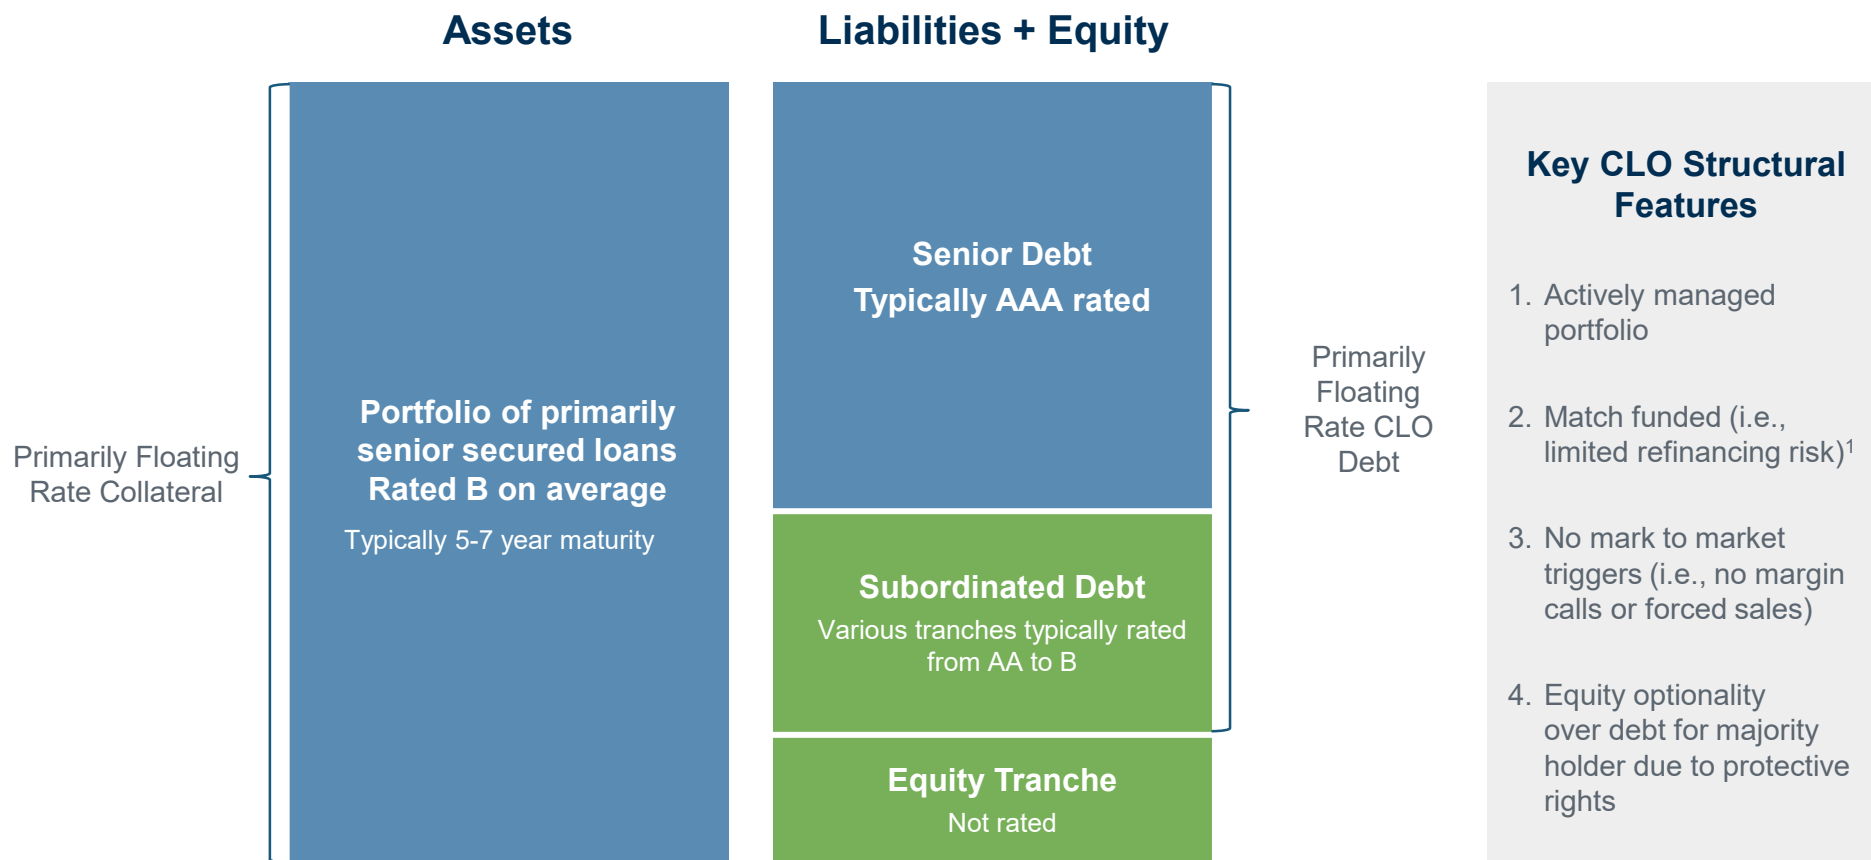 Assets
Liabilities + Equity
Primarily Floating
Rate Collateral
Portfolio of primarily
senior secured loans
Rated B on average
Typically 5-7 year maturity
Senior Debt
Typically AAA rated
Subordinated Debt
Various tranches typically rated
from AA to B
Equity Tranche
Not rated
Primarily
Floating
Rate CLO
Debt
Key CLO Structural
Features
1. Actively managed
portfolio
2. Match funded (i.e.,
limited refinancing risk)¹
3. No mark to market
triggers (i.e., no margin
calls or forced sales)
4. Equity optionality
over debt for majority
holder due to protective
rights